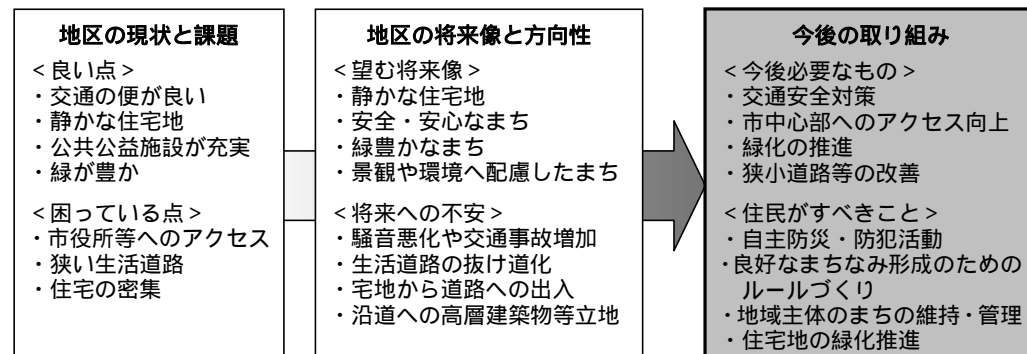 地区の現状と課題
＜良い点＞
・交通の便が良い
・静かな住宅地
・公共公益施設が充実
・緑が豊か
＜困っている点＞
・市役所等へのアクセス
・狭い生活道路
・住宅の密集
地区の将来像と方向性
＜望む将来像＞
・静かな住宅地
・安全・安心なまち
・緑豊かなまち
・景観や環境へ配慮したまち
＜将来への不安＞
・騒音悪化や交通事故増加
・生活道路の抜け道化
・宅地から道路への出入
・沿道への高層建築物等立地
今後の取り組み
＜今後必要なもの＞
・交通安全対策
・市中心部へのアクセス向上
・緑化の推進
・狭小道路等の改善
＜住民がすべきこと＞
・自主防災・防犯活動
・良好なまちなみ形成のための
ルールづくり
・地域主体のまちの維持・管理
・住宅地の緑化推進